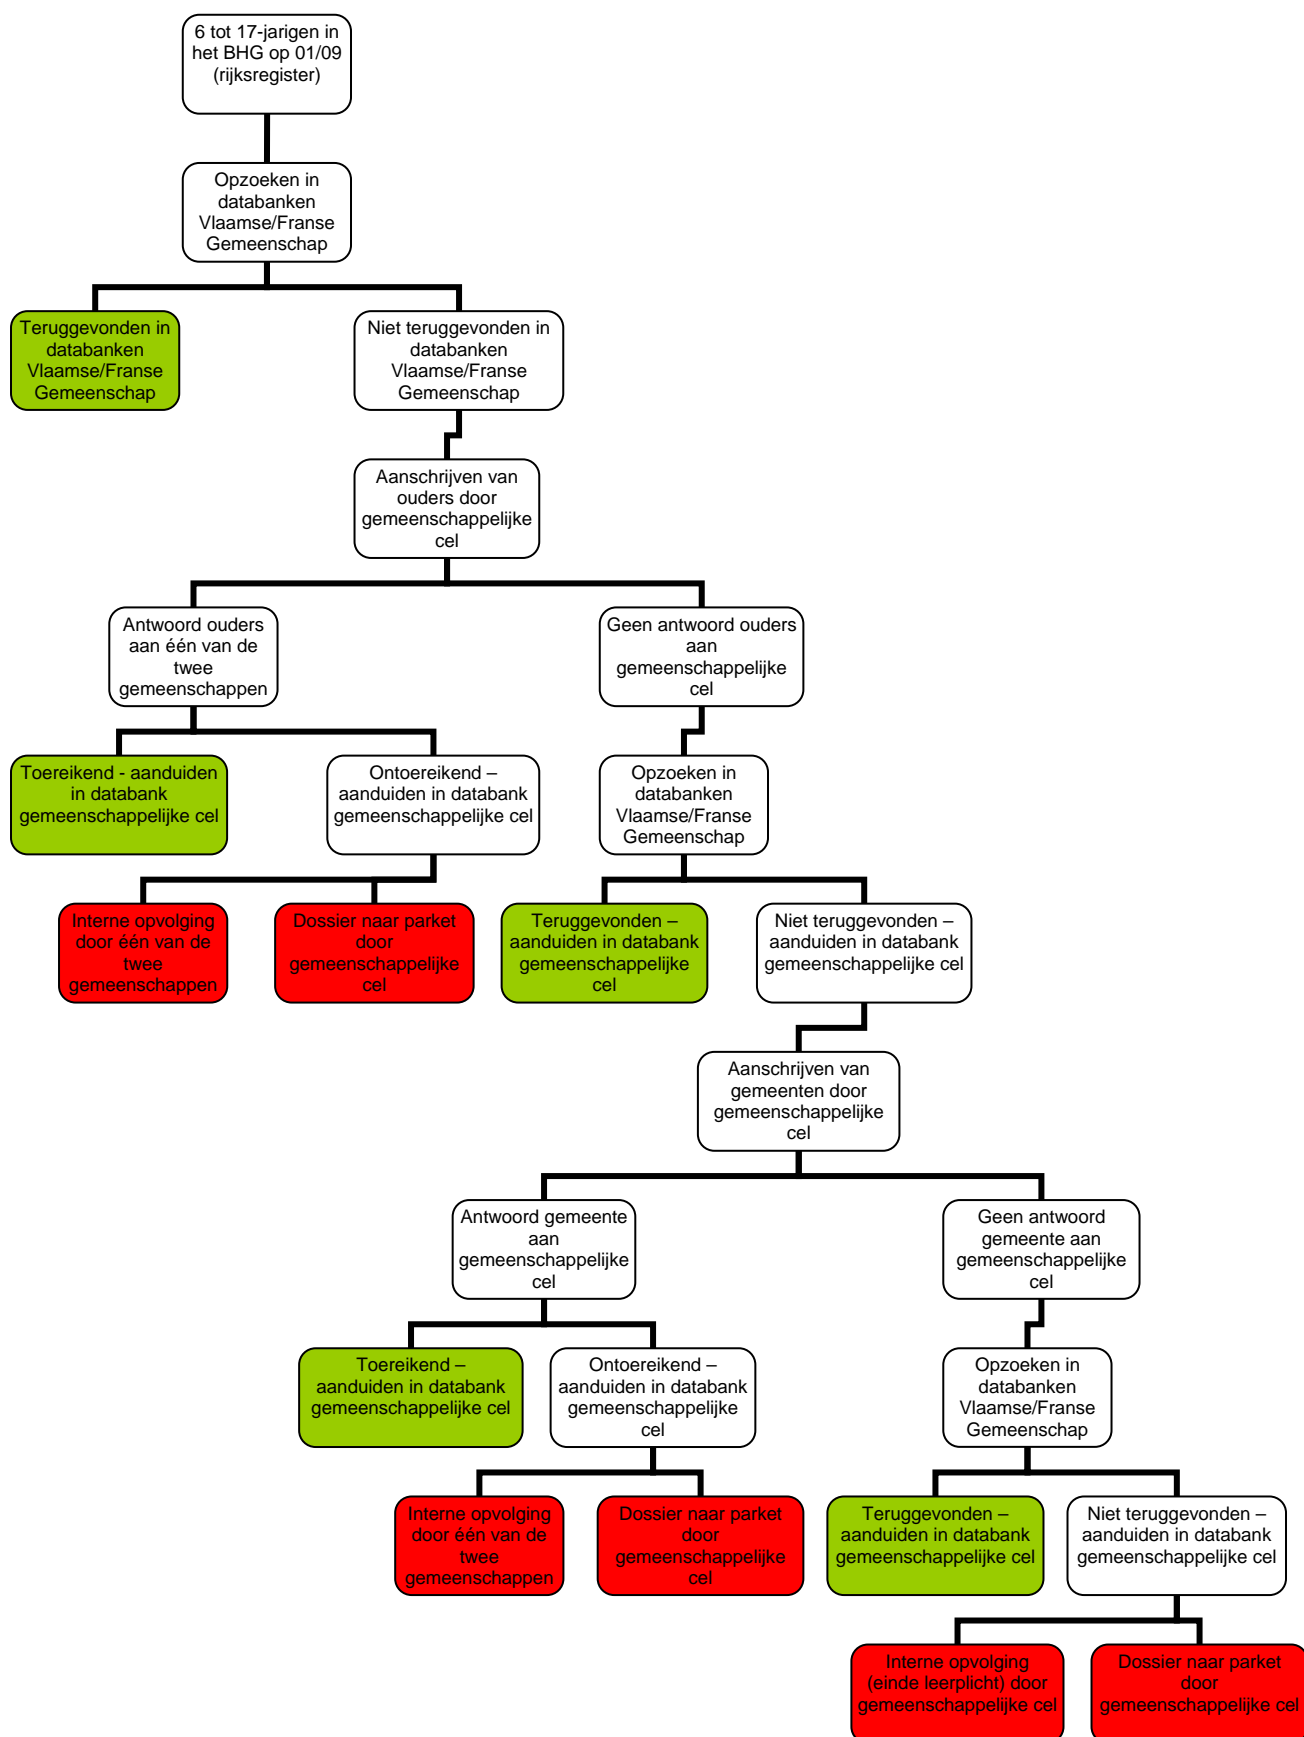 6 tot 17-jarigen in
het BHG op 01/09
(rijksregister)
Opzoeken in
databanken
Vlaamse/Franse
Gemeenschap
Teruggevonden in
databanken
Vlaamse/Franse
Gemeenschap
Niet teruggevonden in
databanken
Vlaamse/Franse
Gemeenschap
Aanschrijven van
ouders door
gemeenschappelijke
cel
Antwoord ouders
aan één van de
twee
gemeenschappen
Geen antwoord ouders
aan
gemeenschappelijke
cel
Toereikend - aanduiden
in databank
gemeenschappelijke cel
Ontoereikend –
aanduiden in databank
gemeenschappelijke cel
Opzoeken in
databanken
Vlaamse/Franse
Gemeenschap
Interne opvolging
door één van de
twee
gemeenschappen
Dossier naar parket
door
gemeenschappelijke
cel
Teruggevonden –
aanduiden in databank
gemeenschappelijke
cel
Niet teruggevonden –
aanduiden in databank
gemeenschappelijke cel
Aanschrijven van
gemeenten door
gemeenschappelijke
cel
Antwoord gemeente
aan
gemeenschappelijke
cel
Geen antwoord
gemeente aan
gemeenschappelijke
cel
Toereikend –
aanduiden in databank
gemeenschappelijke cel
Ontoereikend –
aanduiden in databank
gemeenschappelijke
cel
Opzoeken in
databanken
Vlaamse/Franse
Gemeenschap
Interne opvolging
door één van de
twee
gemeenschappen
Dossier naar parket
door
gemeenschappelijke
cel
Teruggevonden –
aanduiden in databank
gemeenschappelijke cel
Niet teruggevonden –
aanduiden in databank
gemeenschappelijke cel
Interne opvolging
(einde leerplicht) door
gemeenschappelijke cel
Dossier naar parket
door
gemeenschappelijke cel